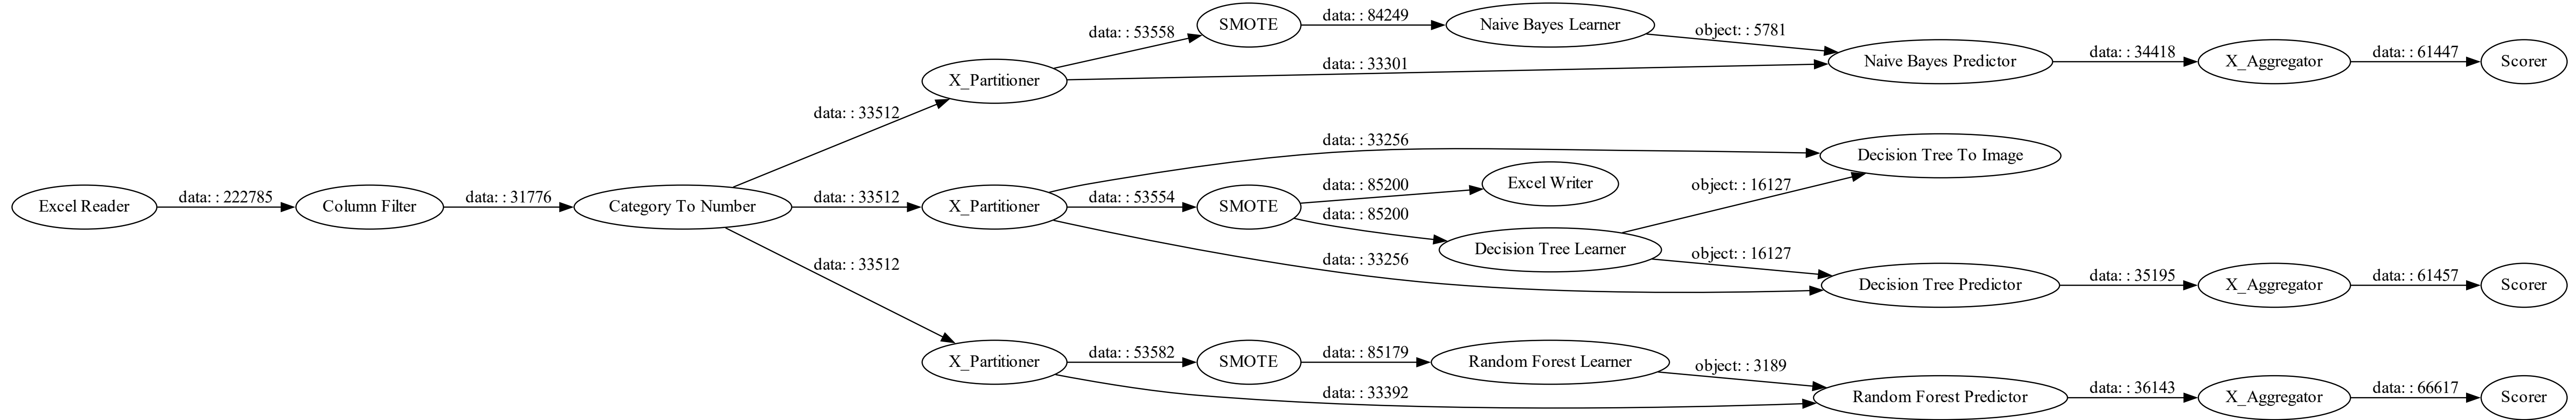 Excel Reader
data: : 222785
Column Filter
data: : 31776
Category To Number
data: : 33512
X_Partitioner
data: : 53558
SMOTE
data: : 84249
Naive Bayes Learner
object: : 5781
data: : 33301
Naive Bayes Predictor
data: : 34418
X_Aggregator
data: : 61447
Scorer
data: : 33512
X_Partitioner
data: : 33256
Decision Tree To Image
data: : 53554
SMOTE
data: : 85200
Excel Writer
data: : 85200
Decision Tree Learner
object: : 16127
object: : 16127
data: : 33256
Decision Tree Predictor
data: : 35195
X_Aggregator
data: : 61457
Scorer
data: : 33512
X_Partitioner
data: : 53582
SMOTE
data: : 85179
Random Forest Learner
object: : 3189
data: : 33392
Random Forest Predictor
data: : 36143
X_Aggregator
data: : 66617
Scorer